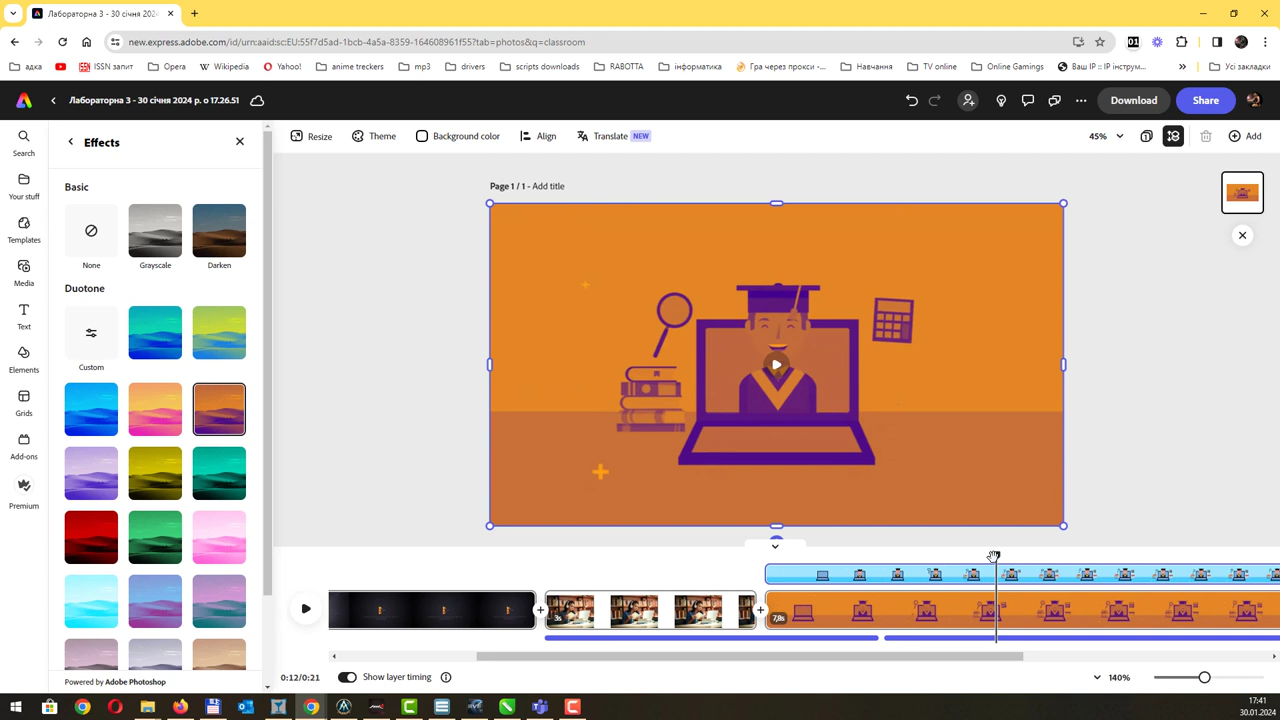 Лабораторна 3 - 30 січня 2024
new.express.adobe.com/id/urn:aaid:sc:EU:55f7d5ad-1bcb-4a5a-8359-164608961f55?tab=photos&q=classroom
адка
ISSN запит
Opera
Wikipedia
Yahoo!
anime treckers
mp3
drivers
scripts downloads
RABOTTA
інформатика
Гра через прокси -...
Навчання
TV online
Online Gamings
Ваш IP :: IP інструм...
»
Усі закладки
Лабораторна 3 - 30 січня 2024 р. о 17.26.51
Download
Share
Search
Your stuff
Templates
Media
Text
Elements
Grids
Add-ons
Premium
Effects
Basic
None
Grayscale
Darken
Duotone
Custom
Powered by Adobe Photoshop
Resize
Theme
Background color
Align
Translate NEW
45%
Add
Page 1 / 1 - Add title
3s
7,8s
0:12/0:21
Show layer timing
140%
17:41
30.01.2024